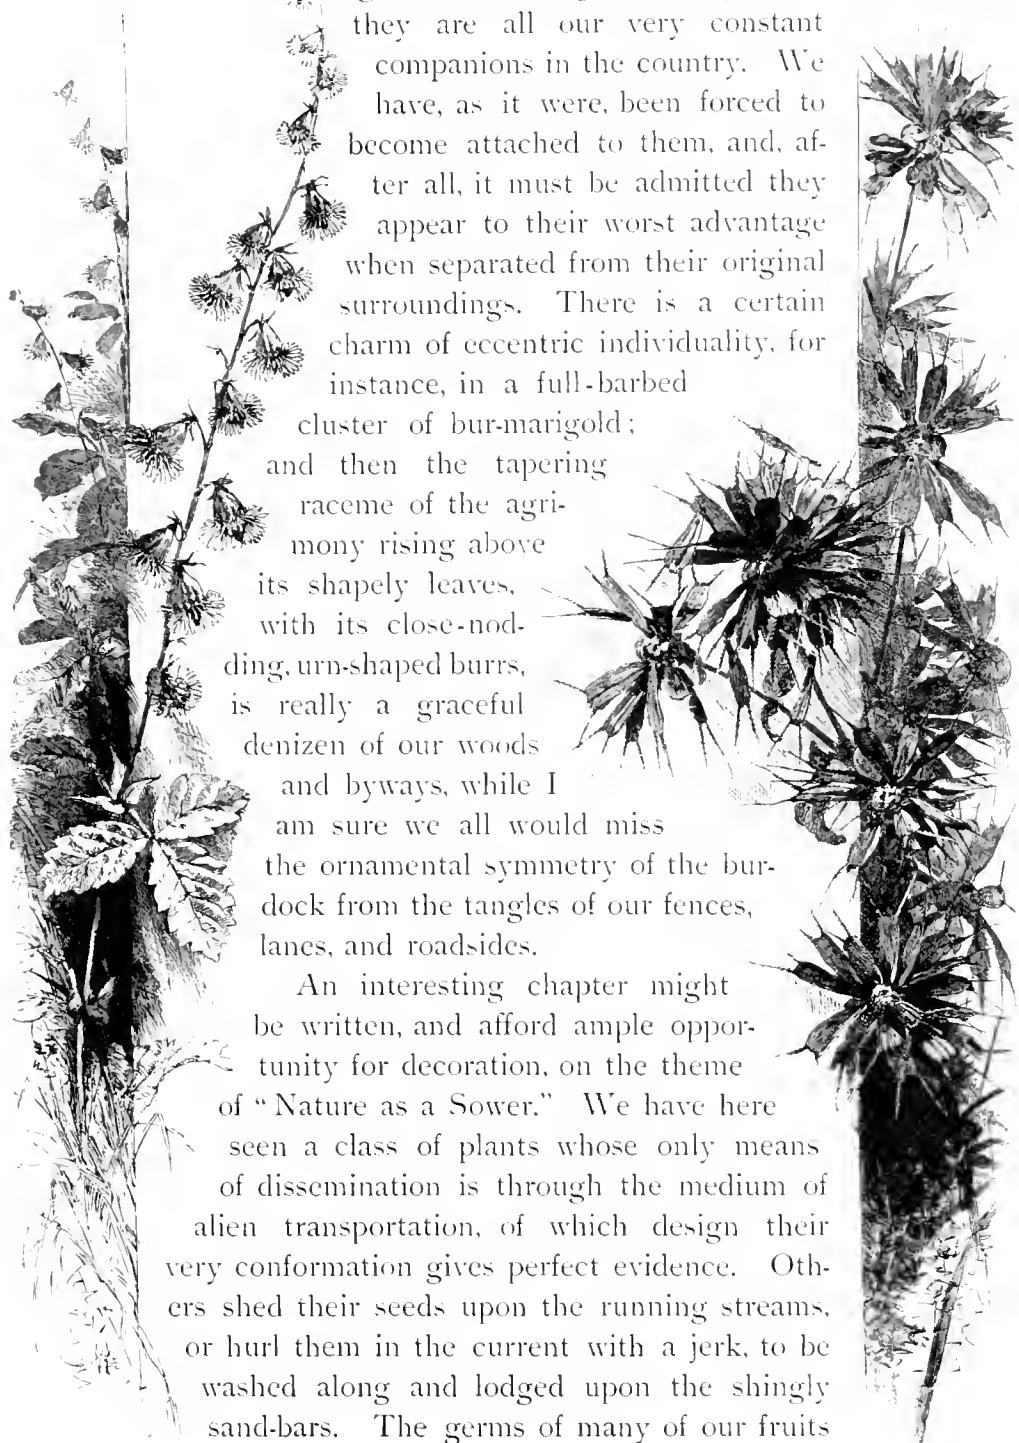 they are all our very constant
companions in the country. We
have, as it were, been forced to
become attached to them, and, af-
ter all, it must be admitted they
appear to their worst advantage
when separated from their original
surroundings. There is a certain
charm of eccentric individuality, for
instance, in a full-barbed
cluster of bur-marigold;
and then the tapering
raceme of the agri-
mony rising above
its shapely leaves,
with its close-nod-
ding, urn-shaped burrs,
is really a graceful
denizen of our woods
and byways, while I
am sure we all would miss
the ornamental symmetry of the bur-
dock from the tangles of our fences,
lanes, and roadsides.
An interesting chapter might
be written, and afford ample oppor-
tunity for decoration, on the theme
of "Nature as a Sower." We have here
seen a class of plants whose only means
of dissemination is through the medium of
alien transportation, of which design their
very conformation gives perfect evidence. Oth-
ers shed their seeds upon the running streams,
or hurl them in the current with a jerk, to be
washed along and lodged upon the shingly
sand-bars. The germs of many of our fruits